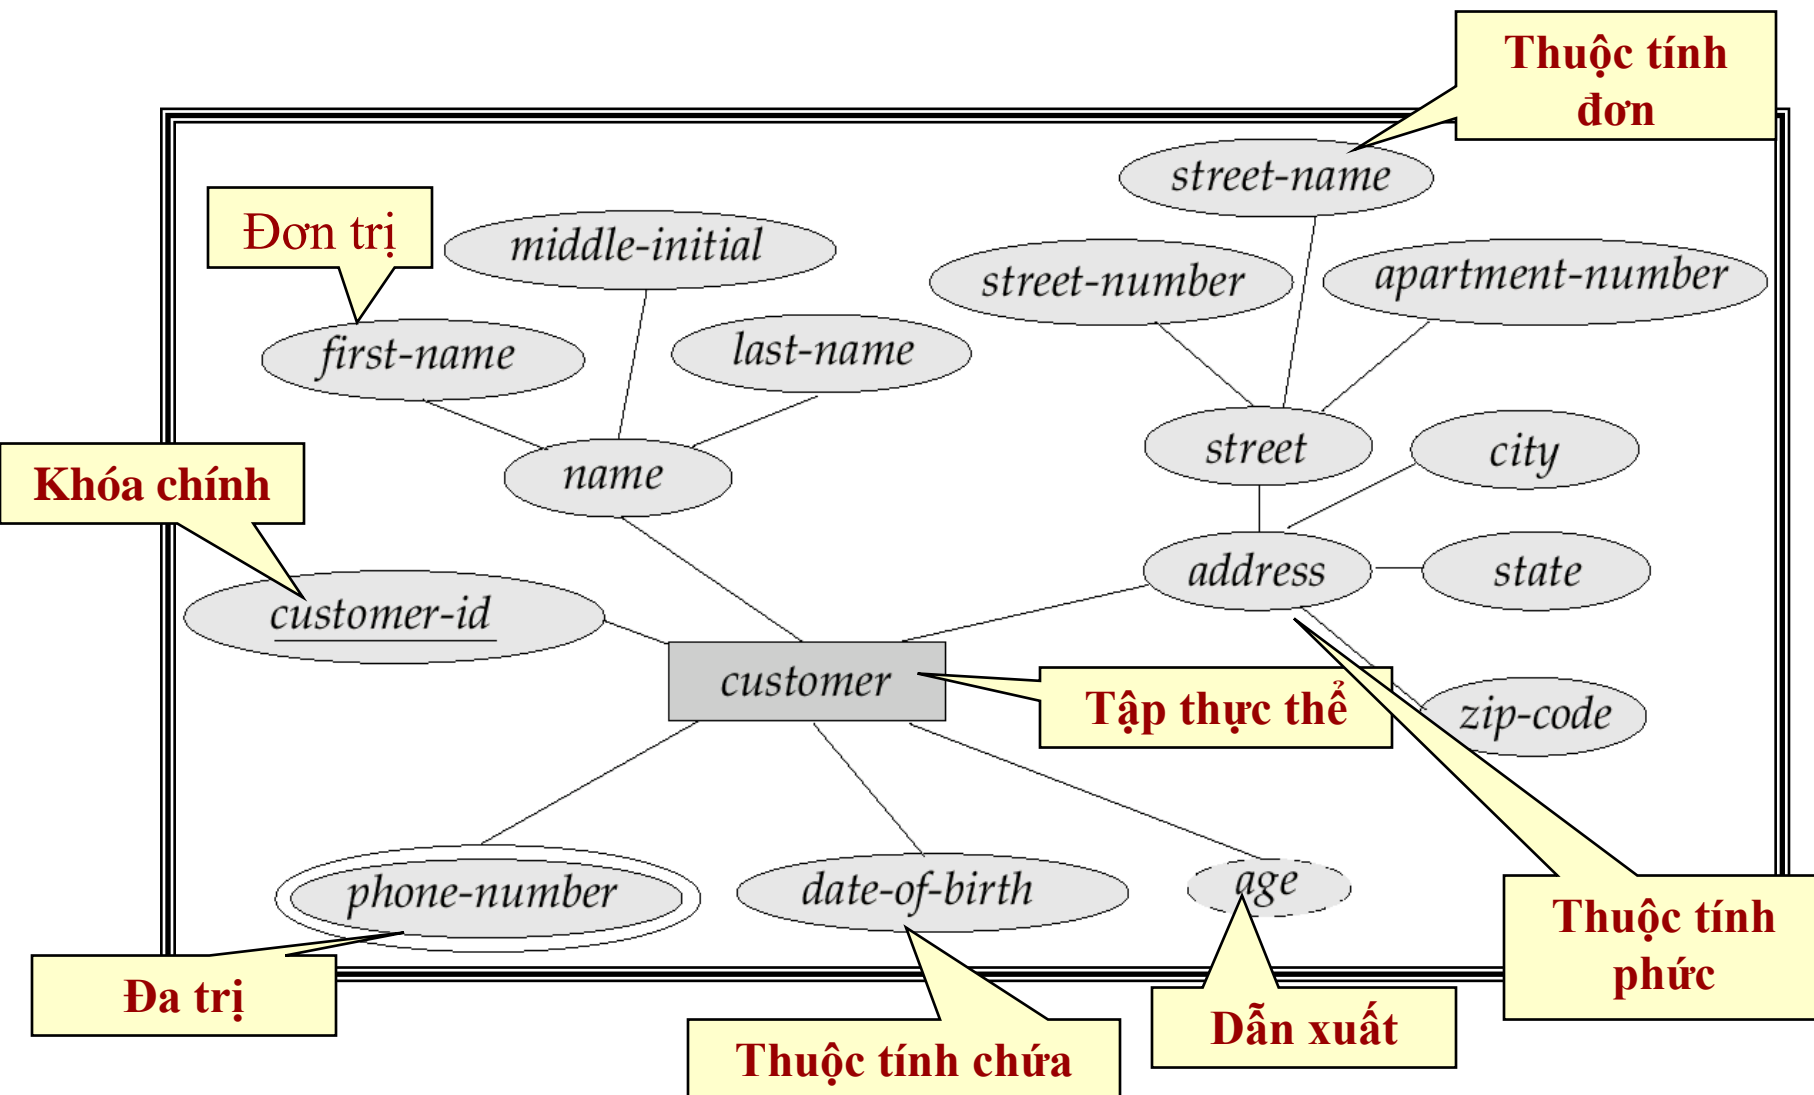 Thuộc tính
đơn
street-name
Đơn trị
middle-initial
street-number
apartment-number
first-name
last-name
street
city
name
Khóa chính
address
state
customer-id
customer
Tập thực thể
zip-code
phone-number
date-of-birth
age
Thuộc tính
phức
Đa trị
Dẫn xuất
Thuộc tính chứa